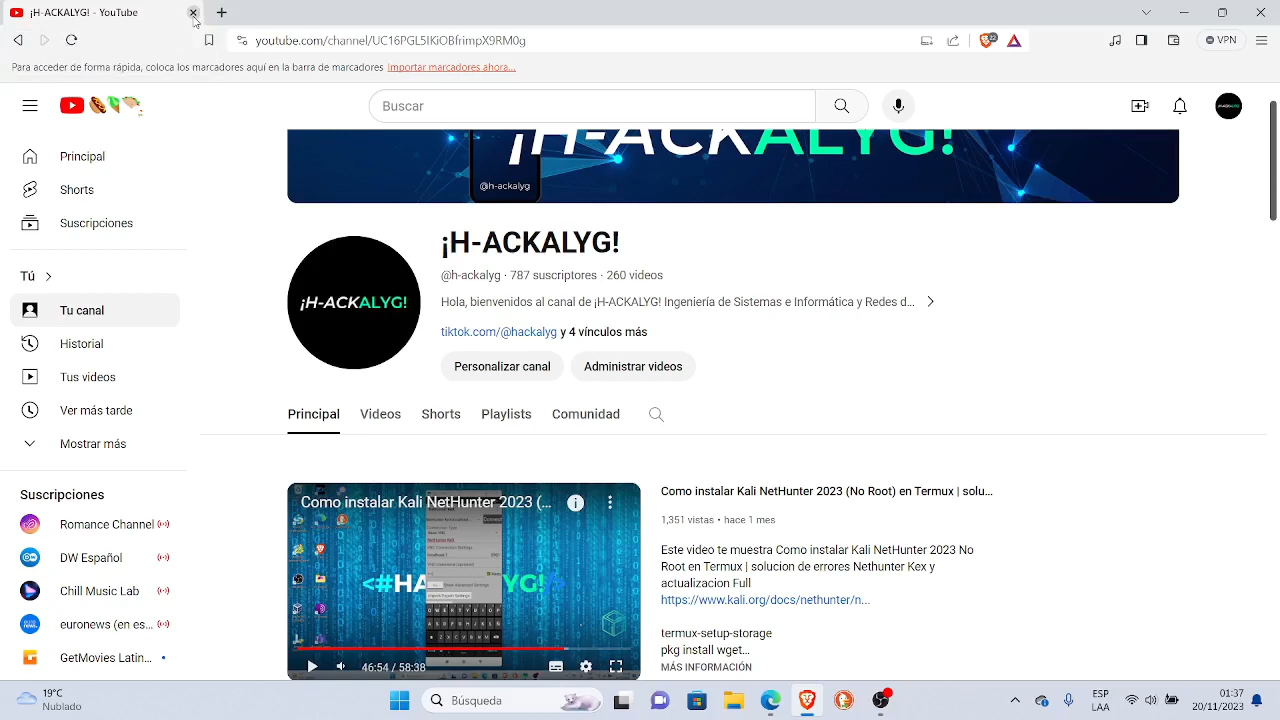 ¡H-ACKALYG! - YouTube
youtube.com/channel/UC16PGL5IKiOBfrimpX9RM0g
22
VPN
Para acceder de forma rápida, coloca los marcadores aquí en la barra de marcadores Importar marcadores ahora...
Buscar
¡H-ACKALYG!
@h-ackalyg
Principal
Shorts
Suscripciones
Tú
Tu canal
Historial
Tus videos
Ver más tarde
Mostrar más
Suscripciones
Romance Channel
DW Español
Chill Music Lab
euronews (en es...
GetMovies Latin...
¡H-ACKALYG!
¡H-ACKALYG!
@h-ackalyg · 787 suscriptores · 260 videos
Hola, bienvenidos al canal de ¡H-ACKALYG! Ingeniería de Sistemas e Informática y Redes d...
tiktok.com/@hackalyg y 4 vínculos más
Personalizar canal
Administrar videos
Principal
Videos
Shorts
Playlists
Comunidad
Como instalar Kali NetHunter 2023 (...
46:54 / 58:38
Como instalar Kali NetHunter 2023 (No Root) en Termux | solu...
1,351 vistas • hace 1 mes
Este video te muestra Como instalar KaliNetHunter 2023 No
Root en Termux | solucion de errores Nethunter Kex
actualizacion Full
https://www.kali.org/docs/nethunter/n...
termux-setup-storage
pkg install wget...
MÁS INFORMACIÓN
19°C
Nublado
Búsqueda
ESP
LAA
01:37
20/11/2023